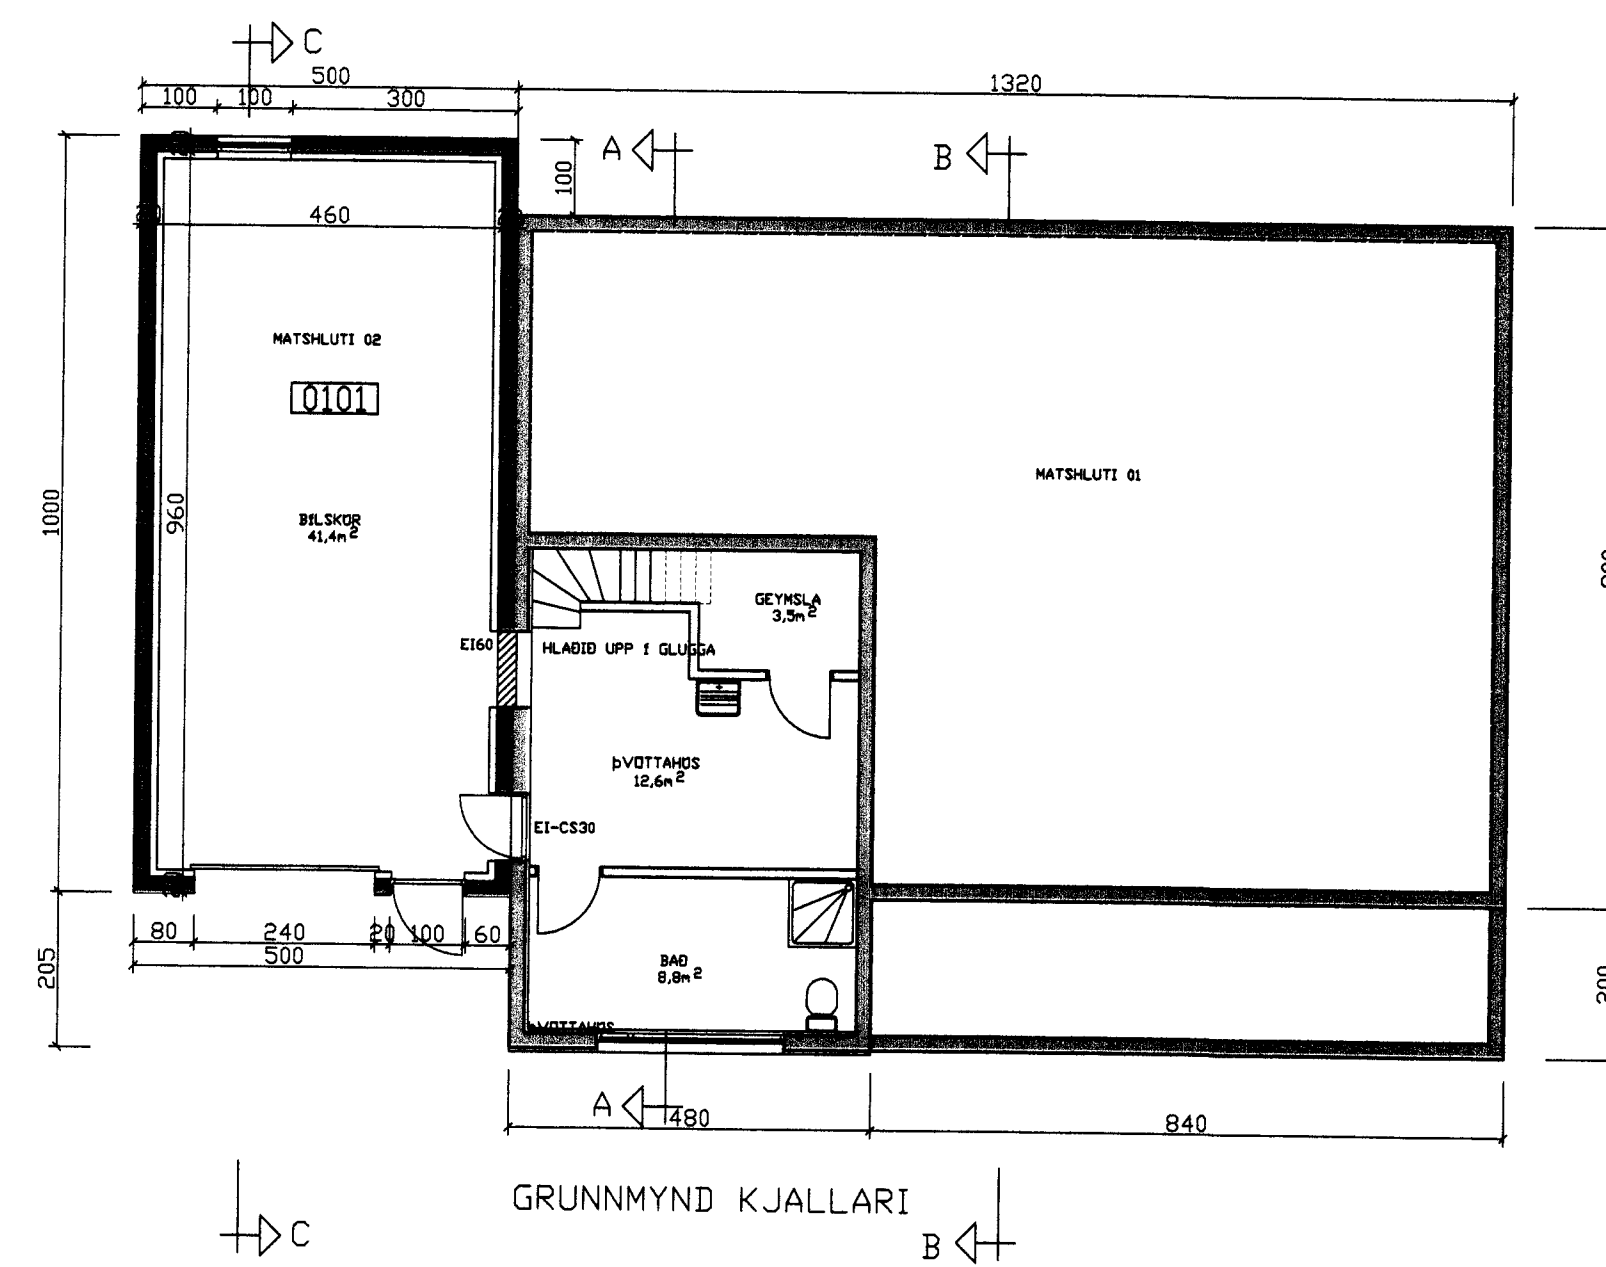 C
500
1320
100 100 300
A
B
100
460
MATSHLUTI 02
0101
MATSHLUTI 01
1000
960
BÍLSKÚR
41,4m2
GEYMSLA
3,5m2
EI60
HLAÐIÐ UPP Í GLUGGA
ÞVOTTAHÚS
12,6m2
EI-CS30
80 240 20 100 60
500
205
BAÐ
8,8m2
ÞVOTTAHÚS
A
480
840
GRUNNMYND KJALLARI
C
B